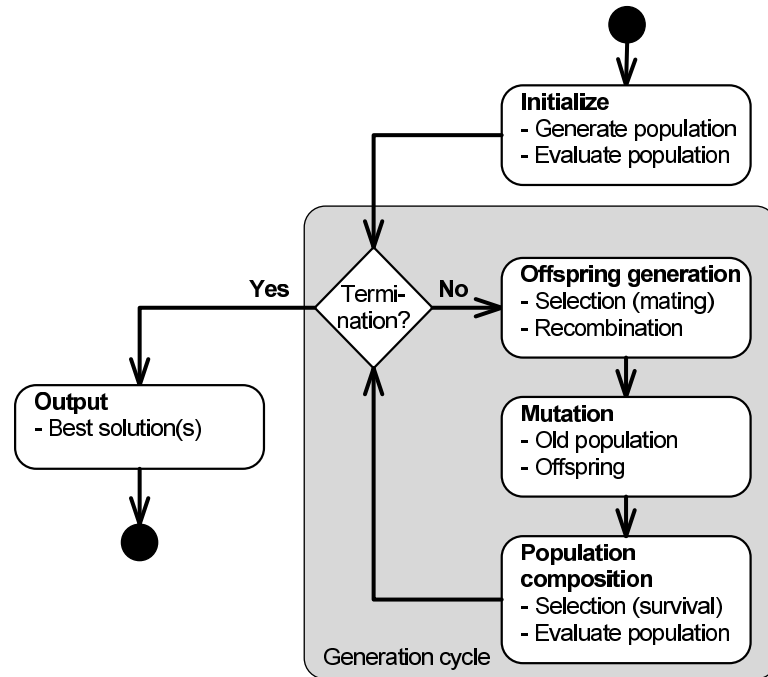 Initialize
- Generate population
- Evaluate population
Yes
Termi-
nation?
No
Offspring generation
- Selection (mating)
- Recombination
Output
- Best solution(s)
Mutation
- Old population
- Offspring
Population
composition
- Selection (survival)
- Evaluate population
Generation cycle